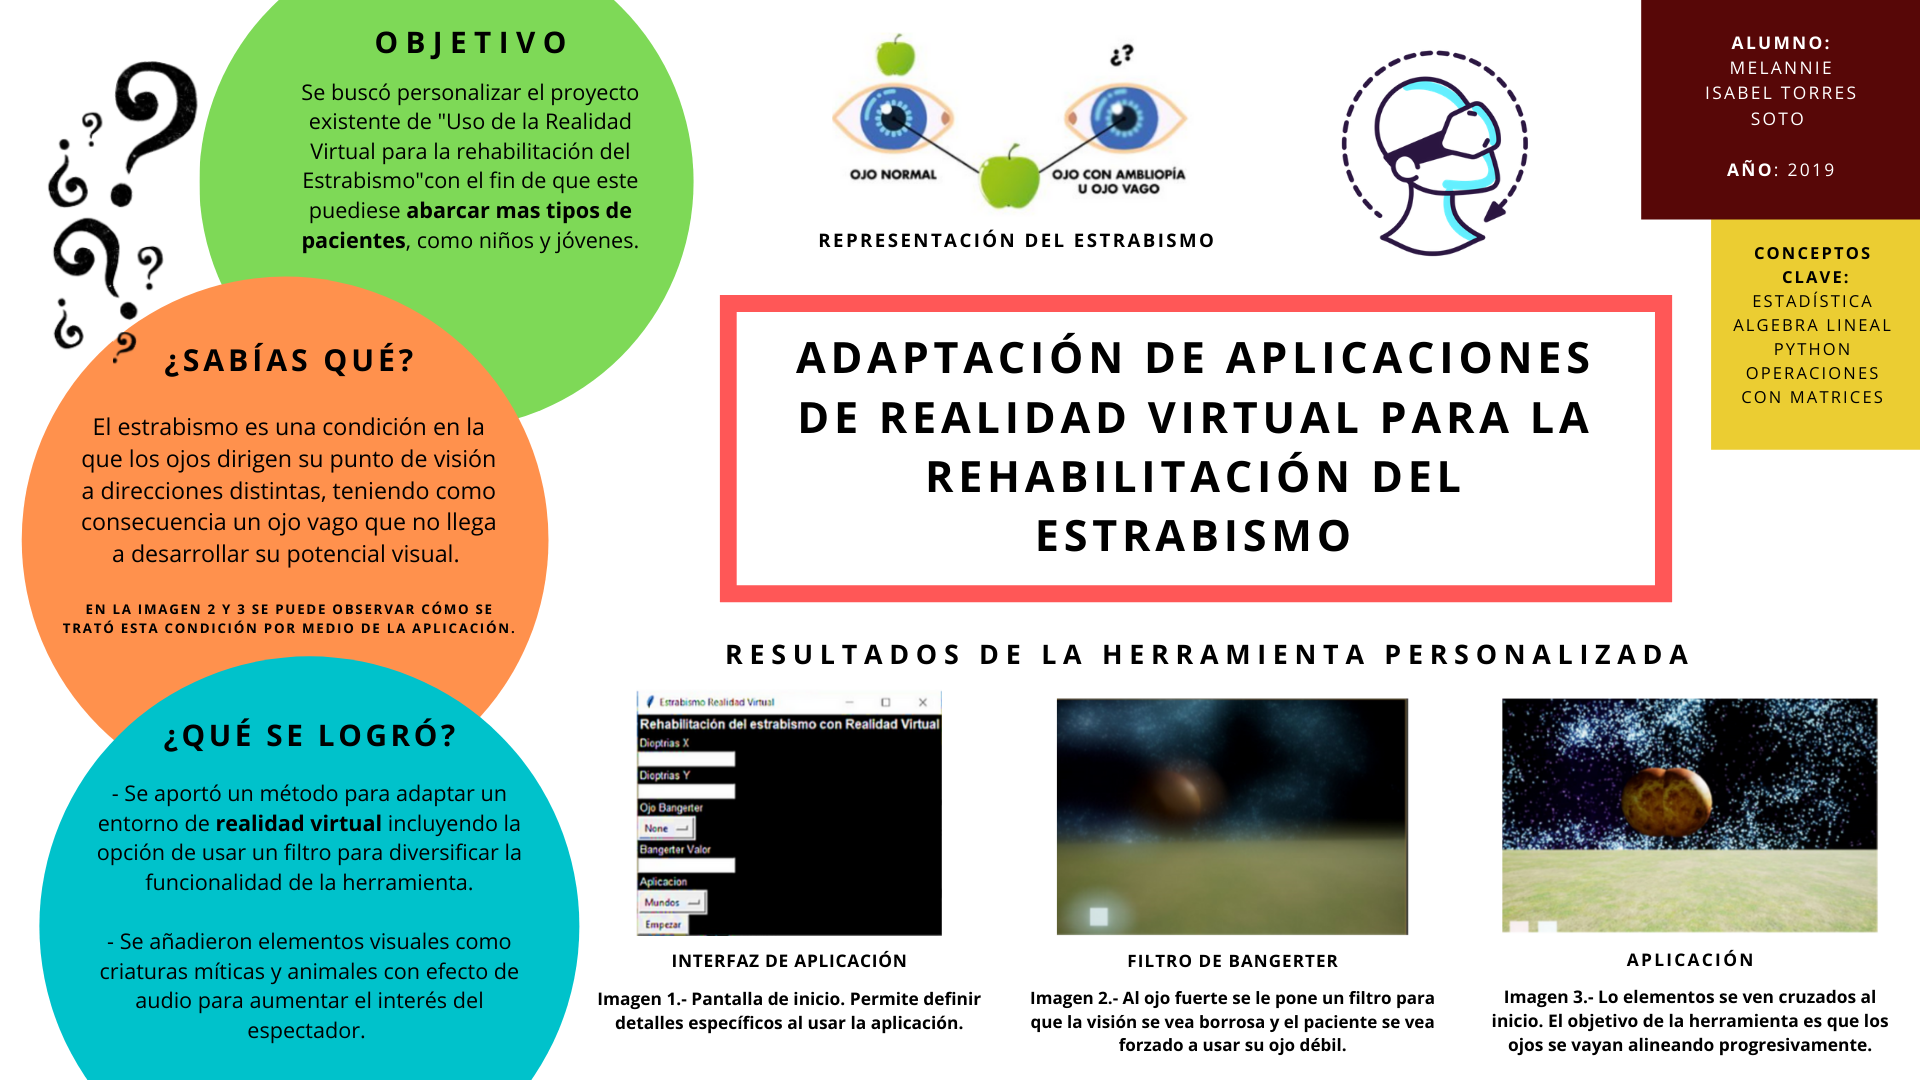 OBJETIVO
Se buscó personalizar el proyecto
existente de "Uso de la Realidad
Virtual para la rehabilitación del
Estrabismo"con el fin de que este
puediese abarcar mas tipos de
pacientes, como niños y jóvenes.
¿SABÍAS QUÉ?
El estrabismo es una condición en la
que los ojos dirigen su punto de visión
a direcciones distintas, teniendo como
consecuencia un ojo vago que no llega
a desarrollar su potencial visual.
EN LA IMAGEN 2 Y 3 SE PUEDE OBSERVAR CÓMO SE
TRATÓ ESTA CONDICIÓN POR MEDIO DE LA APLICACIÓN.
¿QUÉ SE LOGRÓ?
- Se aportó un método para adaptar un
entorno de realidad virtual incluyendo la
opción de usar un filtro para diversificar la
funcionalidad de la herramienta.
- Se añadieron elementos visuales como
criaturas míticas y animales con efecto de
audio para aumentar el interés del
espectador.
¿?
OJO NORMAL
OJO CON AMBLIOPÍA
U OJO VAGO
REPRESENTACIÓN DEL ESTRABISMO
ALUMNO:
MELANNIE
ISABEL TORRES
SOTO
AÑO: 2019
CONCEPTOS
CLAVE:
ESTADÍSTICA
ALGEBRA LINEAL
PYTHON
OPERACIONES
CON MATRICES
ADAPTACIÓN DE APLICACIONES
DE REALIDAD VIRTUAL PARA LA
REHABILITACIÓN DEL
ESTRABISMO
RESULTADOS DE LA HERRAMIENTA PERSONALIZADA
Estrabismo Realidad Virtual
Rehabilitación del estrabismo con Realidad Virtual
Dioptrias X
Dioptrias Y
Ojo Bangerter
None
Bangerter Valor
Aplicacion
Mundos
Empezar
INTERFAZ DE APLICACIÓN
Imagen 1.- Pantalla de inicio. Permite definir
detalles específicos al usar la aplicación.
FILTRO DE BANGERTER
Imagen 2.- Al ojo fuerte se le pone un filtro para
que la visión se vea borrosa y el paciente se vea
forzado a usar su ojo débil.
APLICACIÓN
Imagen 3.- Lo elementos se ven cruzados al
inicio. El objetivo de la herramienta es que los
ojos se vayan alineando progresivamente.